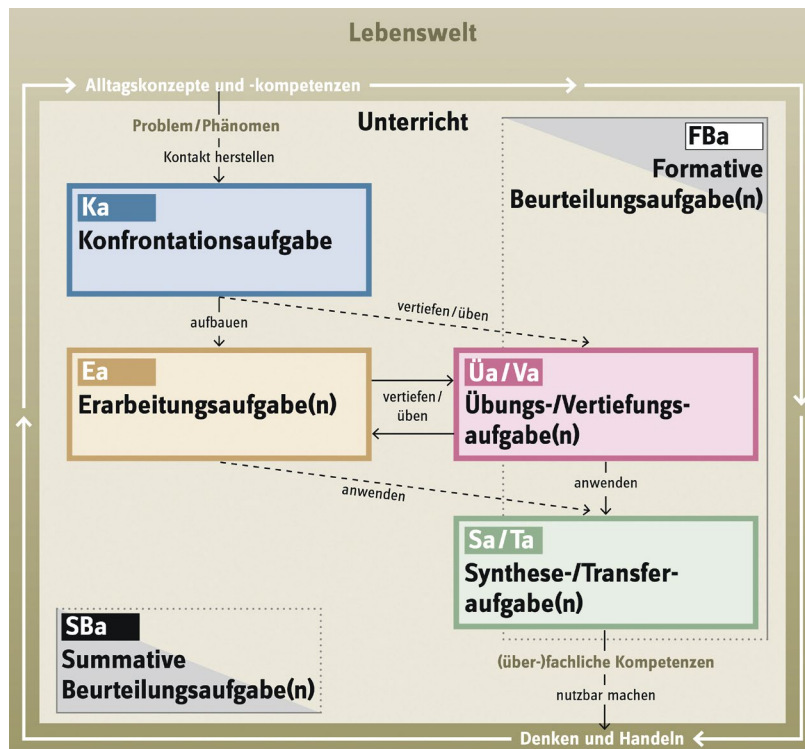 Lebenswelt
Alltagskonzepte und -kompetenzen
Problem/Phänomen
Kontakt herstellen
Unterricht
FBa
Formative
Beurteilungsaufgabe(n)
Ka
Konfrontationsaufgabe
vertiefen/üben
aufbauen
Ea
Erarbeitungsaufgabe(n)
vertiefen/
üben
Üa/Va
Übungs-/Vertiefungs-
aufgabe(n)
anwenden
anwenden
Sa/Ta
Synthese-/Transfer-
aufgabe(n)
SBa
Summative
Beurteilungsaufgabe(n)
(über-)fachliche Kompetenzen
nutzbar machen
Denken und Handeln